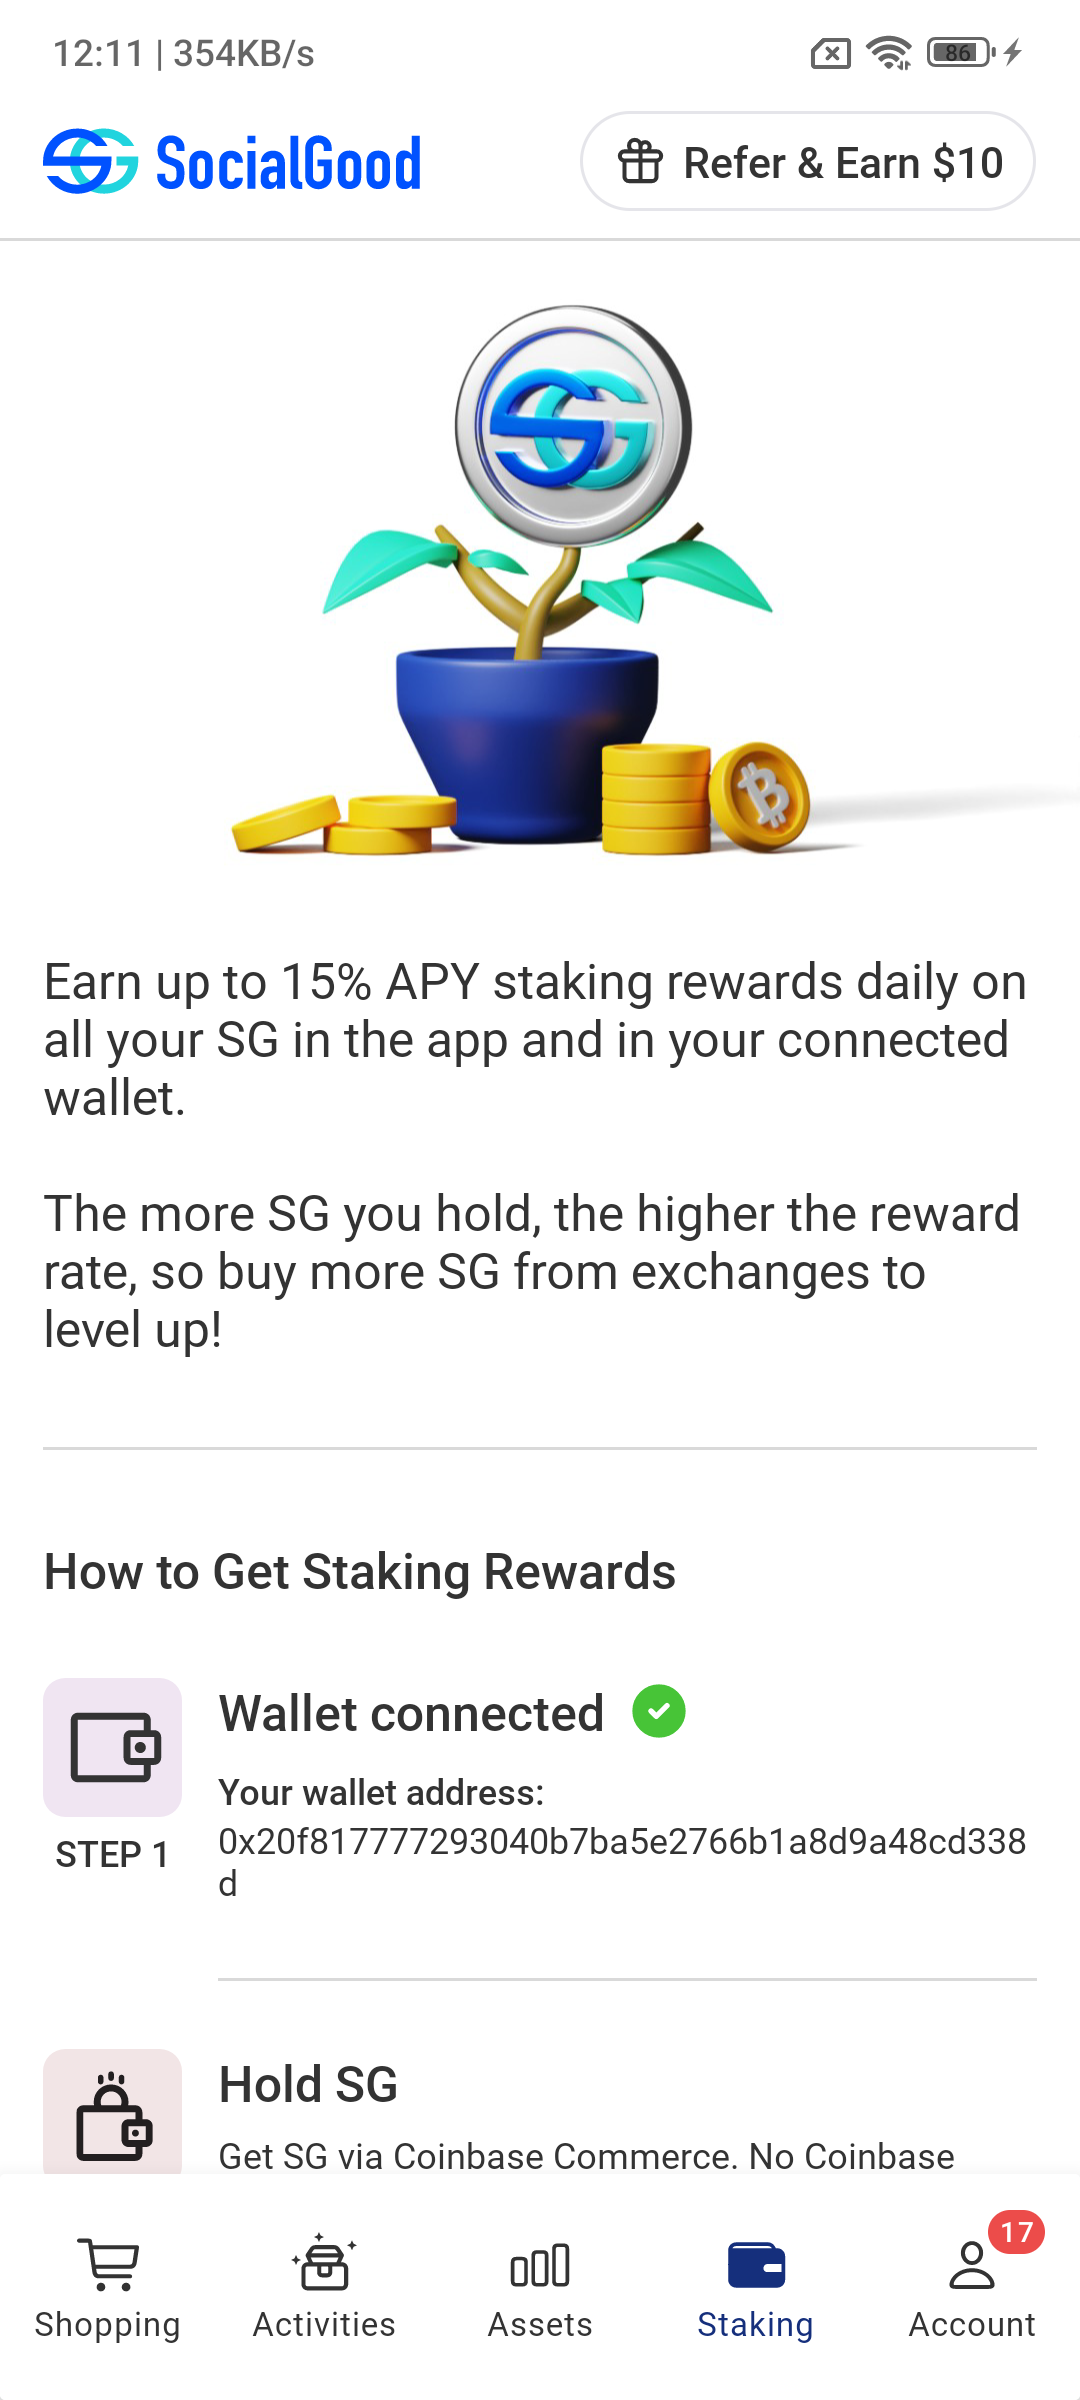 12:11 | 354KB/s
86
SocialGood
Refer & Earn $10
Earn up to 15% APY staking rewards daily on
all your SG in the app and in your connected
wallet.
The more SG you hold, the higher the reward
rate, so buy more SG from exchanges to
level up!
How to Get Staking Rewards
Wallet connected
Your wallet address:
0x20f817777293040b7ba5e2766b1a8d9a48cd338
d
STEP 1
Hold SG
Get SG via Coinbase Commerce. No Coinbase
17
Shopping
Activities
Assets
Staking
Account